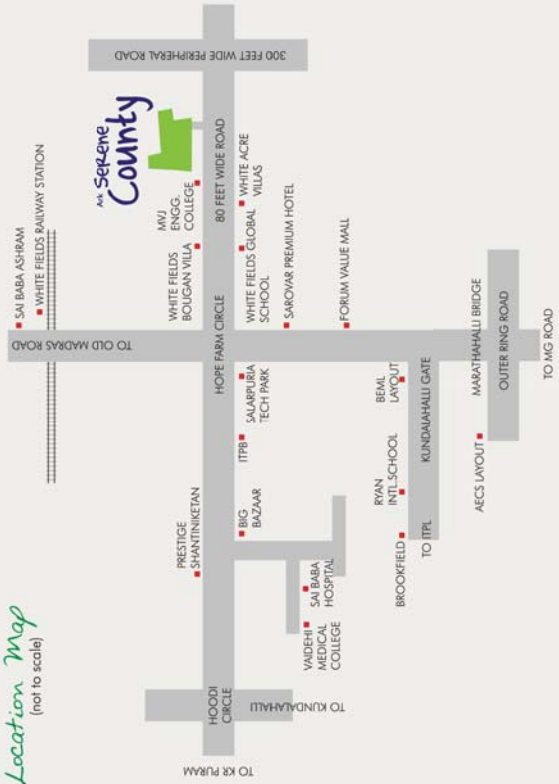 Location Map
(not to scale)
SAI BABA ASHRAM
WHITE FIELDS RAILWAY STATION
TO OLD MADRAS ROAD
300 FEET WIDE PERIPHERAL ROAD
Ark Serene
County
MVJ
ENGG.
COLLEGE
WHITE FIELDS
BOUGAN VILLA
80 FEET WIDE ROAD
WHITE ACRE
VILLAS
WHITE FIELDS GLOBAL
SCHOOL
HOPE FARM CIRCLE
SAROVAR PREMIUM HOTEL
FORUM VALUE MALL
SALARPURIA
TECH PARK
ITPB
BIG
BAZAAR
PRESTIGE
SHANTINIKETAN
SAI BABA
HOSPITAL
VAIDEHI
MEDICAL
COLLEGE
HOODI
CIRCLE
TO KUNDALAHALLI
TO KR PURAM
BEML
LAYOUT
KUNDALAHALLI GATE
RYAN
INTL.SCHOOL
BROOKFIELD
TO ITPL
MARATHAHALLI BRIDGE
AECS LAYOUT
OUTER RING ROAD
TO MG ROAD